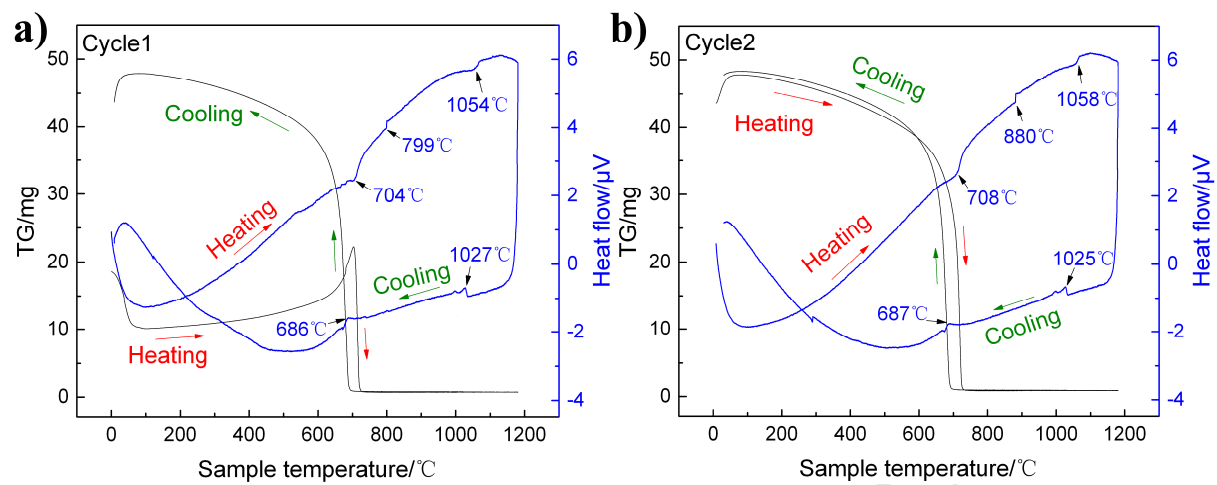 a)
Cycle1
TG/mg
50
40
30
20
10
0
Cooling
Heating
Heating
Cooling
1054℃
799℃
704℃
1027℃
686℃
6
4
2
0
-2
-4
Heat flow/μV
0
200
400
600
800
1000
1200
Sample temperature/℃
b)
Cycle2
TG/mg
50
40
30
20
10
0
Cooling
Heating
Heating
Cooling
1058℃
880℃
708℃
1025℃
687℃
6
4
2
0
-2
-4
Heat flow/μV
0
200
400
600
800
1000
1200
Sample temperature/℃